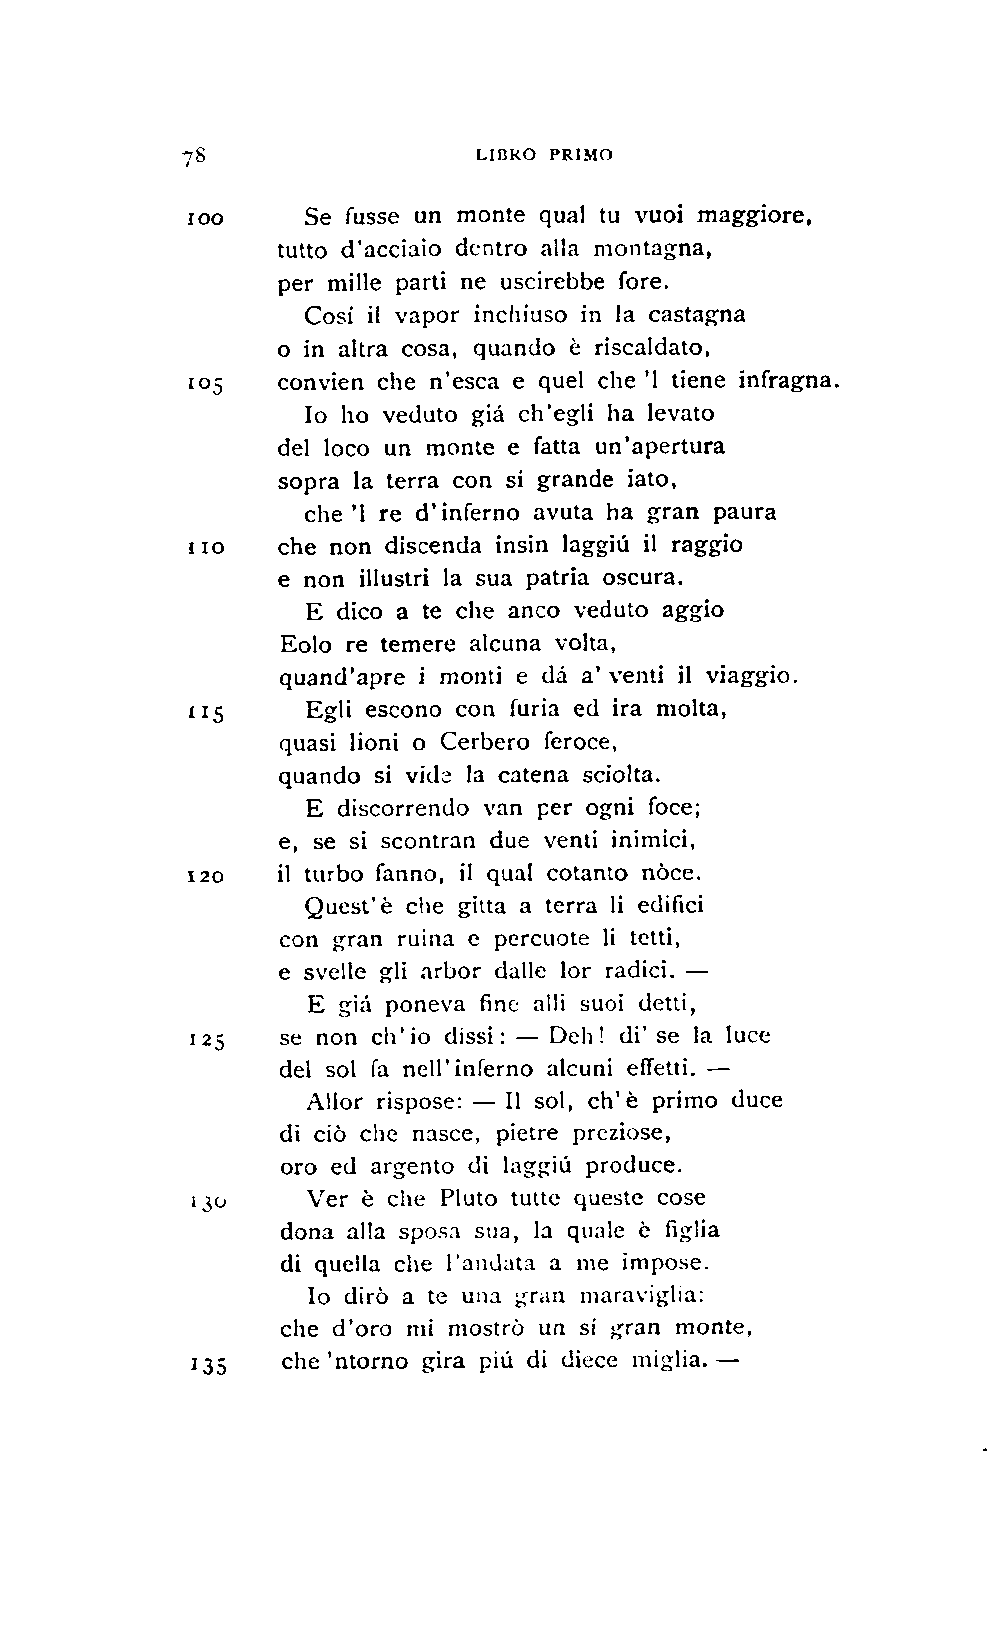 78 LIBRO PRIMO
100 Se fusse un monte qual tu vuoi maggiore,
tutto d'acciaio dentro alla montagna,
per mille parti ne uscirebbe fore.
Cosí il vapor inchiuso in la castagna
o in altra cosa, quando è riscaldato,
105 convien che n'esca e quel che 'l tiene infragna.
Io ho veduto giá ch'egli ha levato
del loco un monte e fatta un'apertura
sopra la terra con sí grande iato,
che 'l re d'inferno avuta ha gran paura
110 che non discenda insin laggiú il raggio
e non illustri la sua patria oscura.
E dico a te che anco veduto aggio
Eolo re temere alcuna volta,
quand'apre i monti e dá a' venti il viaggio.
115 Egli escono con furia ed ira molta,
quasi lioni o Cerbero feroce,
quando si vide la catena sciolta.
E discorrendo van per ogni foce;
e, se si scontran due venti inimici,
120 il turbo fanno, il qual cotanto nòce.
Quest'è che gitta a terra li edifici
con gran ruina e percuote li tetti,
e svelle gli arbor dalle lor radici. —
E giá poneva fine alli suoi detti,
125 se non ch'io dissi: — Deh! di' se la luce
del sol fa nell'inferno alcuni effetti. —
Allor rispose: — Il sol, ch'è primo duce
di ciò che nasce, pietre preziose,
oro ed argento di laggiú produce.
130 Ver è che Pluto tutte queste cose
dona alla sposa sua, la quale è figlia
di quella che l'andata a me impose.
Io dirò a te una gran maraviglia:
che d'oro mi mostrò un sí gran monte,
135 che 'ntorno gira piú di diece miglia. —